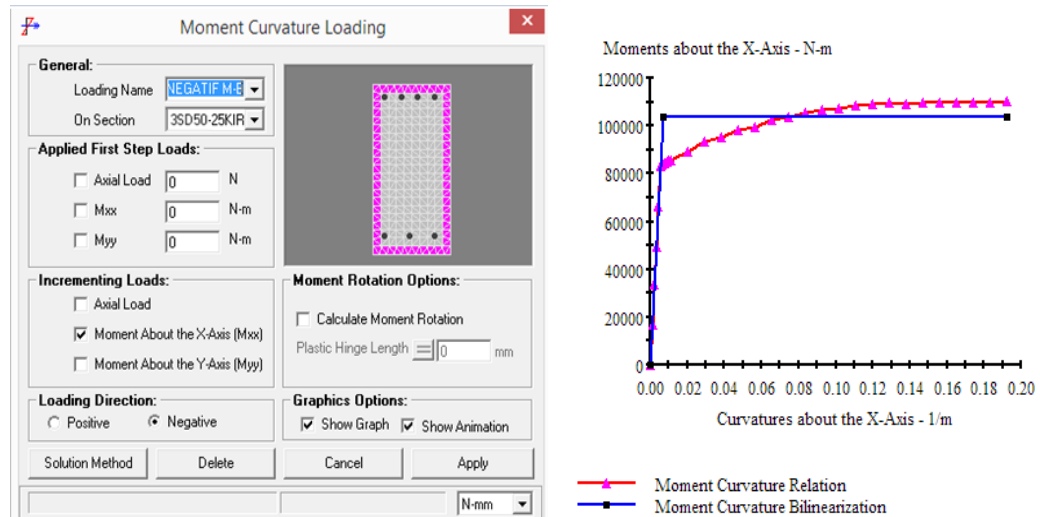 Moment Curvature Loading
General:
Loading Name NEGATIF M-E
On Section 3SD50-25KIR
Applied First Step Loads:
Axial Load 0 N
Mxx 0 N-m
Myy 0 N-m
Incrementing Loads:
Axial Load
Moment About the X-Axis (Mxx)
Moment About the Y-Axis (Myy)
Moment Rotation Options:
Calculate Moment Rotation
Plastic Hinge Length = 0 mm
Loading Direction:
Positive Negative
Graphics Options:
Show Graph Show Animation
Solution Method Delete Cancel Apply
N-mm
Moments about the X-Axis - N-m
120000
100000
80000
60000
40000
20000
0
0.00 0.02 0.04 0.06 0.08 0.10 0.12 0.14 0.16 0.18 0.20
Curvatures about the X-Axis - 1/m
Moment Curvature Relation
Moment Curvature Bilinearization